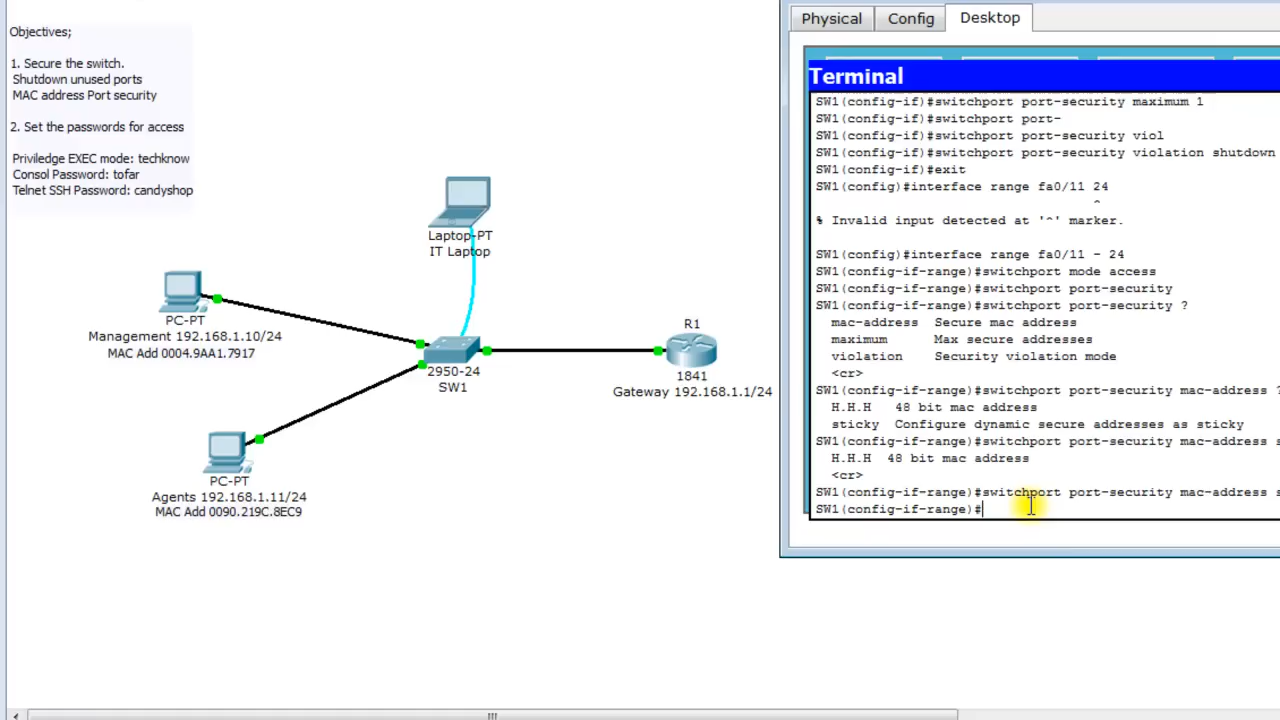 Objectives;
1. Secure the switch.
Shutdown unused ports
MAC address Port security
2. Set the passwords for access
Priviledge EXEC mode: techknow
Consol Password: tofar
Telnet SSH Password: candyshop
Laptop-PT
IT Laptop
PC-PT
Management 192.168.1.10/24
MAC Add 0004.9AA1.7917
2950-24
SW1
R1
1841
Gateway 192.168.1.1/24
PC-PT
Agents 192.168.1.11/24
MAC Add 0090.219C.8EC9
Physical Config Desktop
Terminal
SW1(config-if)#switchport port-security maximum 1
SW1(config-if)#switchport port-
SW1(config-if)#switchport port-security viol
SW1(config-if)#switchport port-security violation shutdown
SW1(config-if)#exit
SW1(config)#interface range fa0/11 24
^
% Invalid input detected at '^' marker.
SW1(config)#interface range fa0/11 - 24
SW1(config-if-range)#switchport mode access
SW1(config-if-range)#switchport port-security
SW1(config-if-range)#switchport port-security ?
mac-address Secure mac address
maximum Max secure addresses
violation Security violation mode
<cr>
SW1(config-if-range)#switchport port-security mac-address ?
H.H.H 48 bit mac address
sticky Configure dynamic secure addresses as sticky
SW1(config-if-range)#switchport port-security mac-address s
H.H.H 48 bit mac address
<cr>
SW1(config-if-range)#switchport port-security mac-address s
SW1(config-if-range)#